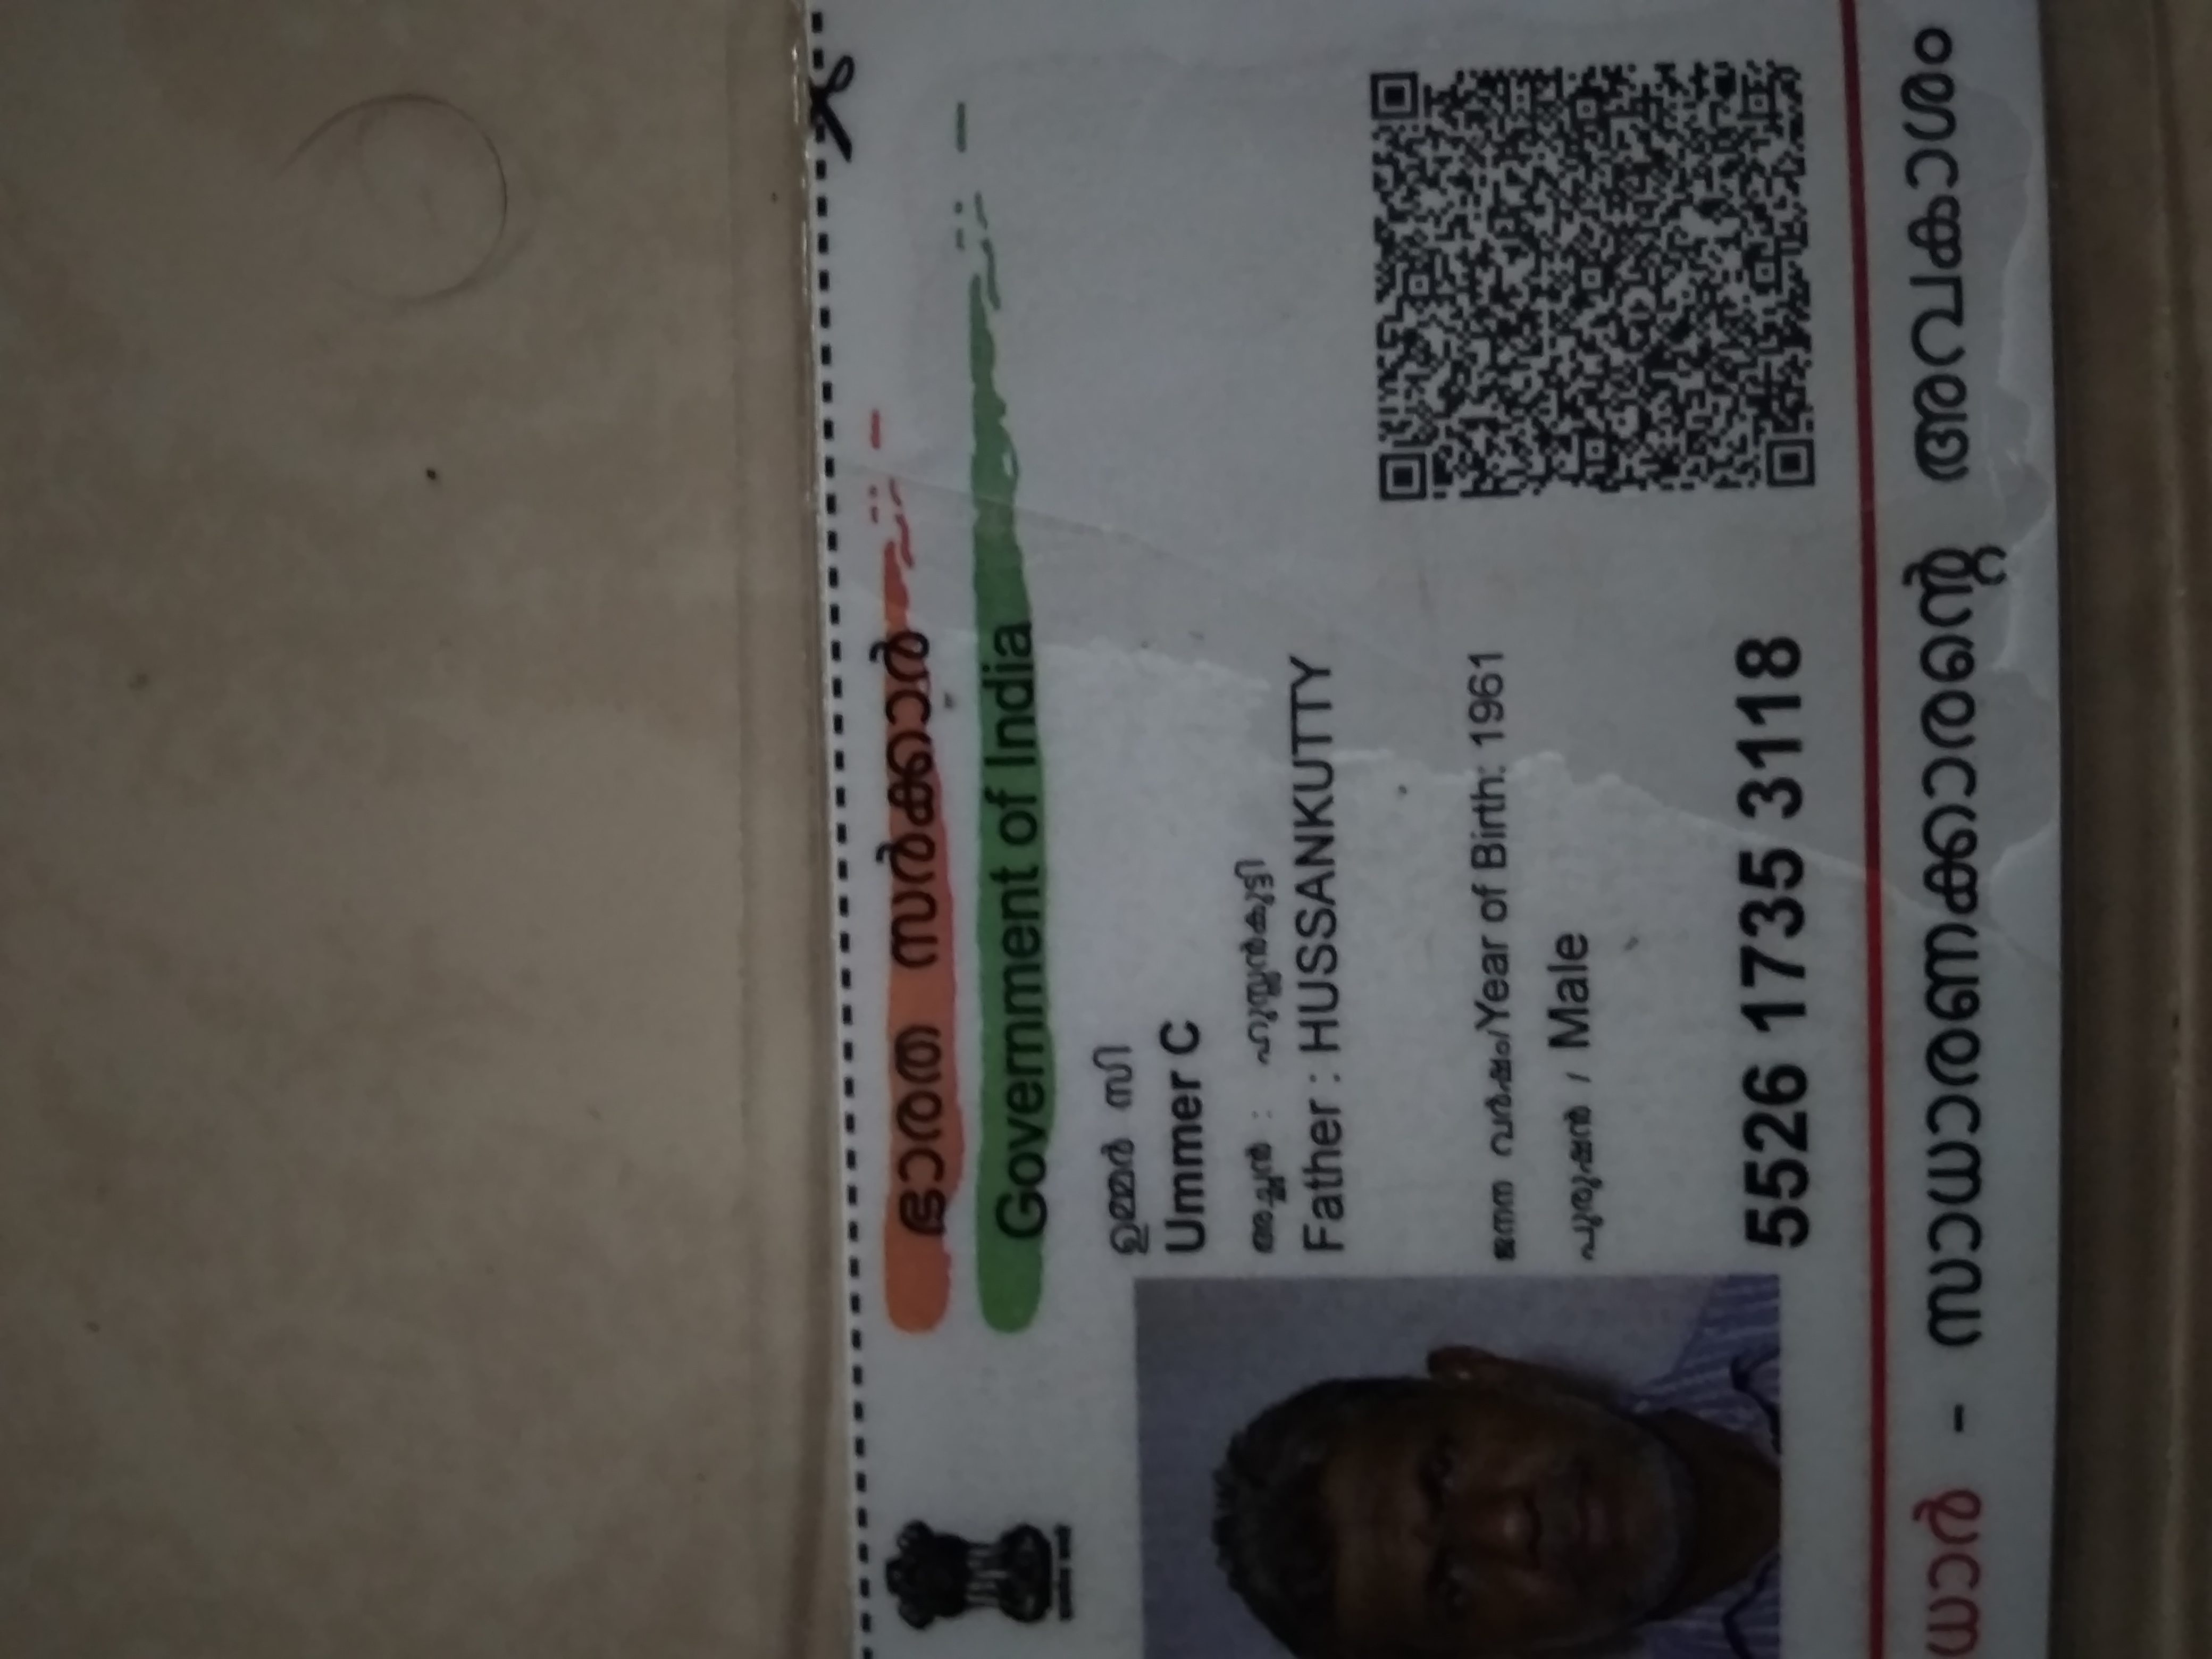 ഭാരത സർക്കാർ
Government of India
ഉമ്മർ സി
Ummer C
അച്ഛൻ : ഹുസ്സൻകുട്ടി
Father : HUSSANKUTTY
ജനന വർഷം/Year of Birth: 1961
പുരുഷൻ / Male
5526 1735 3118
ധാർ - സാധാരണക്കാരന്റെ അവകാശം